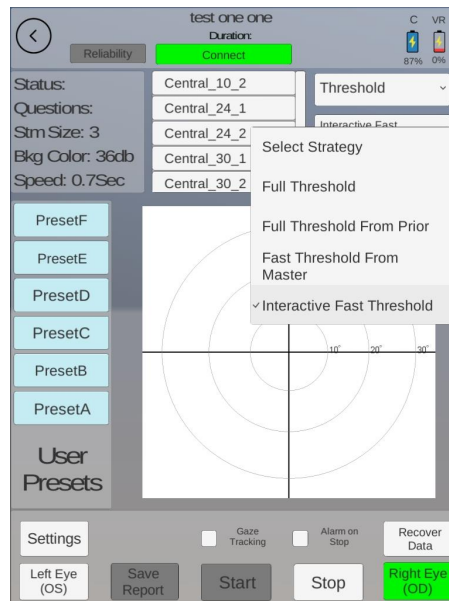 test one one
C VR
Duration:
Reliability
Connect
87% 0%
Status:
Questions:
Stm Size: 3
Bkg Color: 36db
Speed: 0.7Sec
Central_10_2
Central_24_1
Central_24_2
Central_30_1
Central_30_2
Threshold
Interactive Fast
Select Strategy
Full Threshold
Full Threshold From Prior
Fast Threshold From
Master
Interactive Fast Threshold
PresetF
PresetE
PresetD
PresetC
PresetB
PresetA
User
Presets
10° 20° 30°
Settings
Gaze
Tracking
Alarm on
Stop
Recover
Data
Left Eye
(OS)
Save
Report
Start
Stop
Right Eye
(OD)